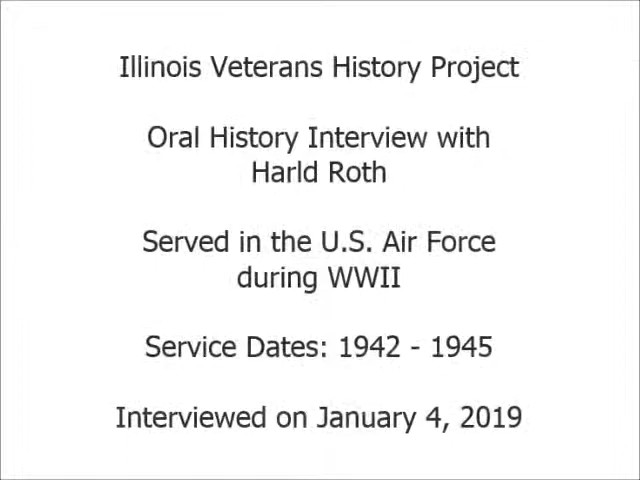 Illinois Veterans History Project
Oral History Interview with
Harld Roth
Served in the U.S. Air Force
during WWII
Service Dates: 1942 - 1945
Interviewed on January 4, 2019